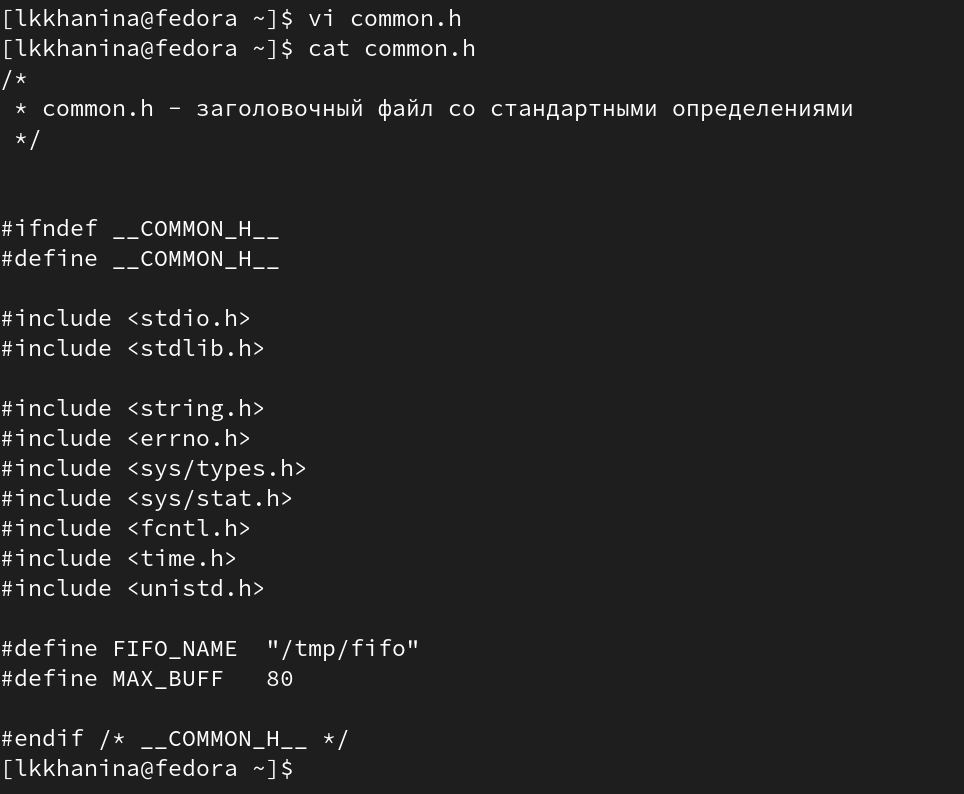 [lkkhanina@fedora ~]$ vi common.h
[lkkhanina@fedora ~]$ cat common.h
/*
 * common.h - заголовочный файл со стандартными определениями
 */
#ifndef __COMMON_H__
#define __COMMON_H__
#include <stdio.h>
#include <stdlib.h>
#include <string.h>
#include <errno.h>
#include <sys/types.h>
#include <sys/stat.h>
#include <fcntl.h>
#include <time.h>
#include <unistd.h>
#define FIFO_NAME  "/tmp/fifo"
#define MAX_BUFF   80
#endif /* __COMMON_H__ */
[lkkhanina@fedora ~]$